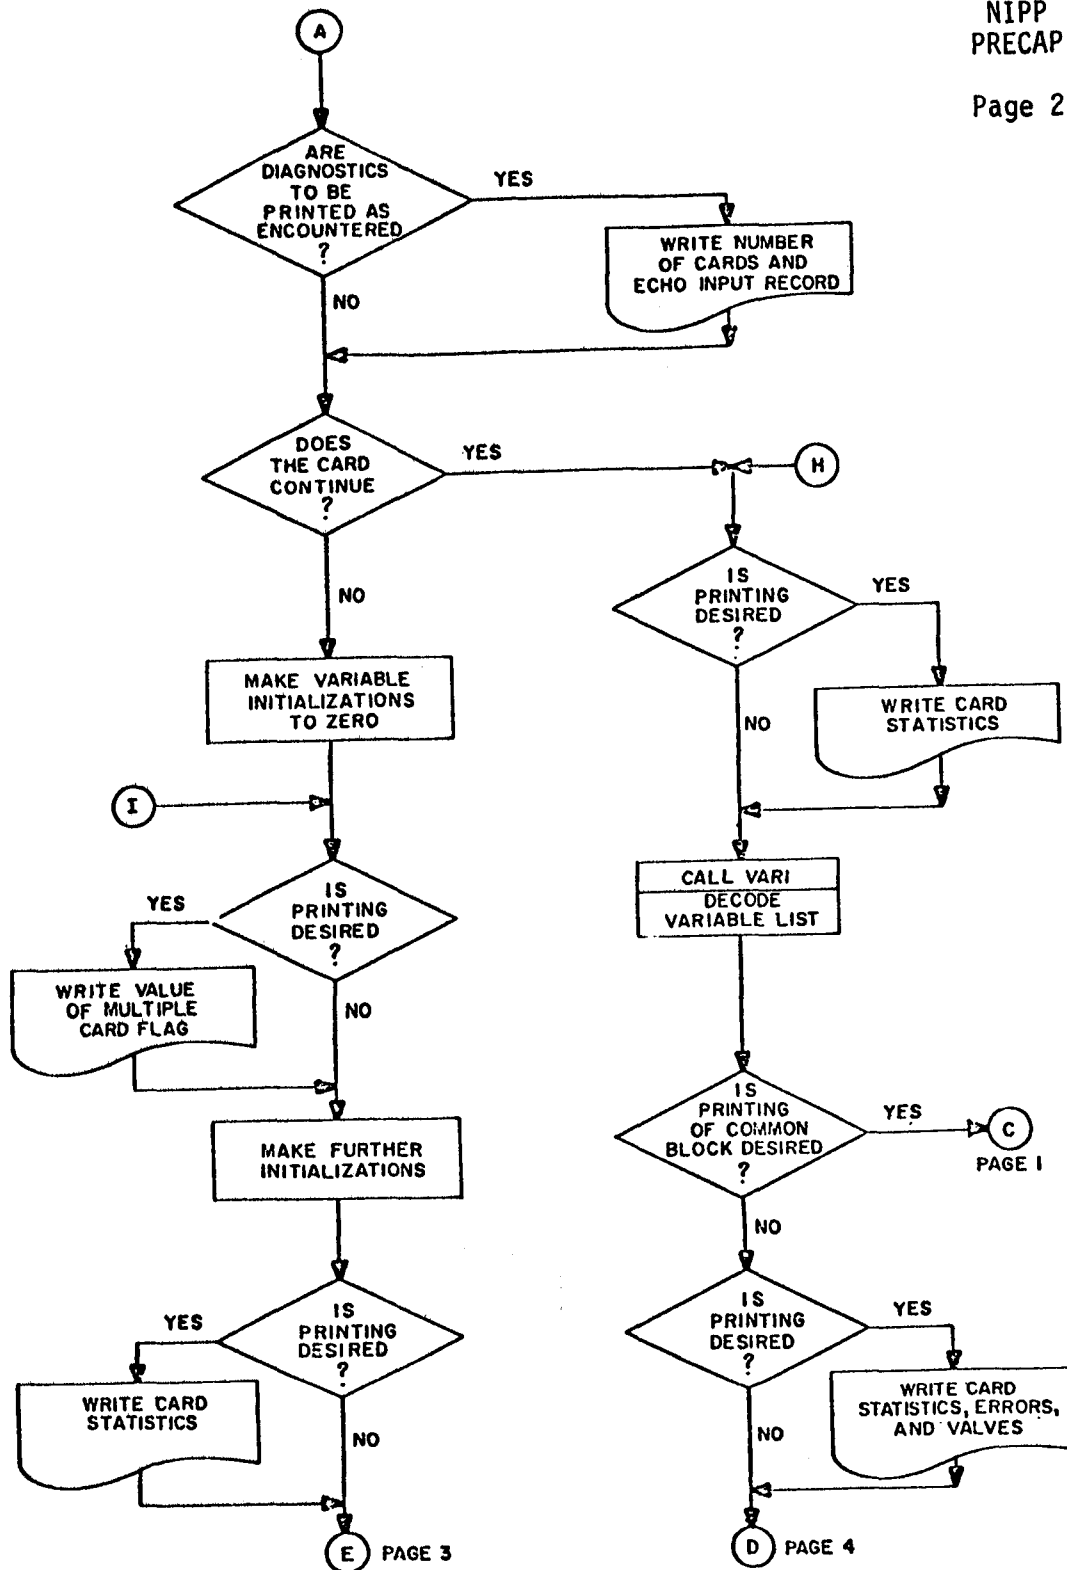 NIPP
PRECAP
Page 2
A
ARE
DIAGNOSTICS
TO BE
PRINTED AS
ENCOUNTERED
?
YES
WRITE NUMBER
OF CARDS AND
ECHO INPUT RECORD
NO
DOES
THE CARD
CONTINUE
?
YES
H
NO
IS
PRINTING
DESIRED
?
YES
WRITE CARD
STATISTICS
NO
MAKE VARIABLE
INITIALIZATIONS
TO ZERO
I
CALL VARI
DECODE
VARIABLE LIST
IS
PRINTING
DESIRED
?
YES
WRITE VALUE
OF MULTIPLE
CARD FLAG
NO
IS
PRINTING
OF COMMON
BLOCK DESIRED
?
YES
C
PAGE 1
NO
MAKE FURTHER
INITIALIZATIONS
IS
PRINTING
DESIRED
?
YES
WRITE CARD
STATISTICS
NO
E
PAGE 3
IS
PRINTING
DESIRED
?
YES
WRITE CARD
STATISTICS, ERRORS,
AND VALVES
NO
D
PAGE 4